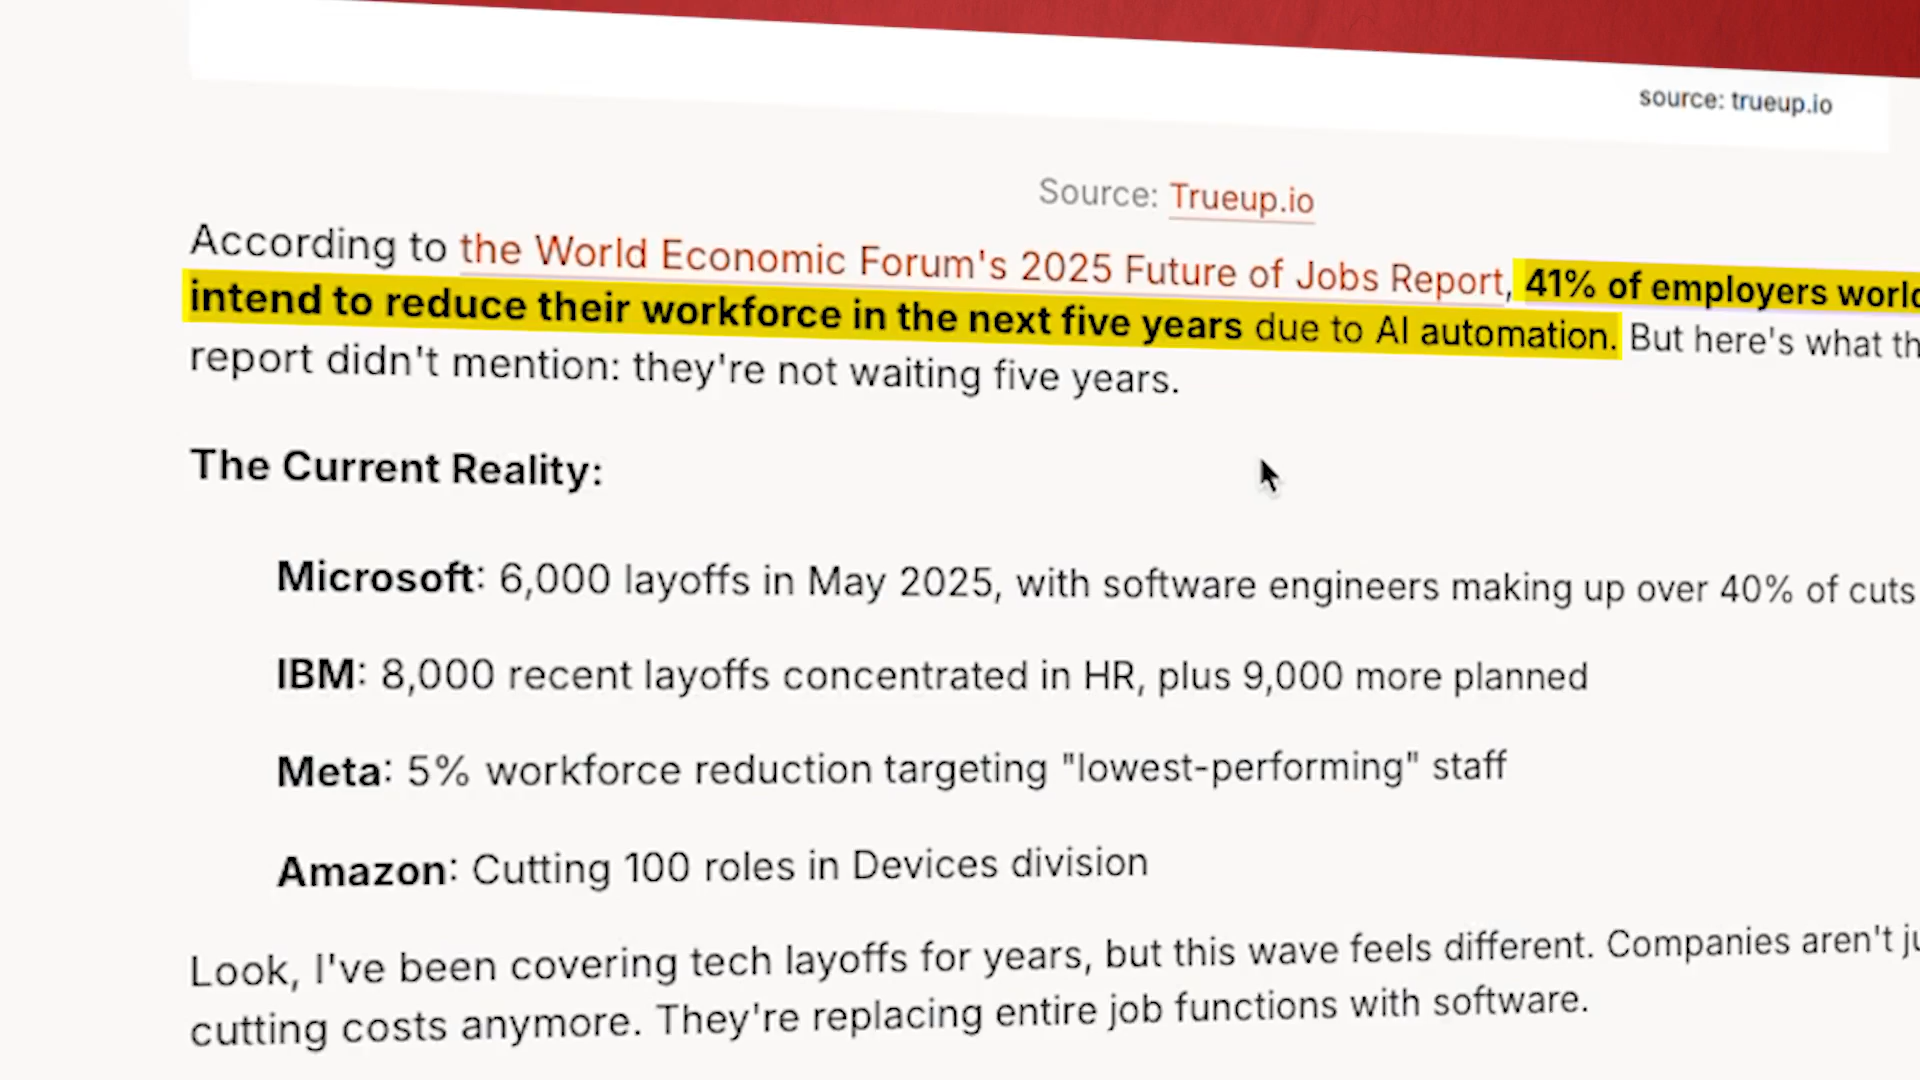 source: trueup.io
Source: Trueup.io
According to the World Economic Forum's 2025 Future of Jobs Report, 41% of employers
intend to reduce their workforce in the next five years due to AI automation. But here's what
report didn't mention: they're not waiting five years.
The Current Reality:
Microsoft: 6,000 layoffs in May 2025, with software engineers making up over 40% of cuts
IBM: 8,000 recent layoffs concentrated in HR, plus 9,000 more planned
Meta: 5% workforce reduction targeting "lowest-performing" staff
Amazon: Cutting 100 roles in Devices division
Look, I've been covering tech layoffs for years, but this wave feels different. Companies aren't
cutting costs anymore. They're replacing entire job functions with software.